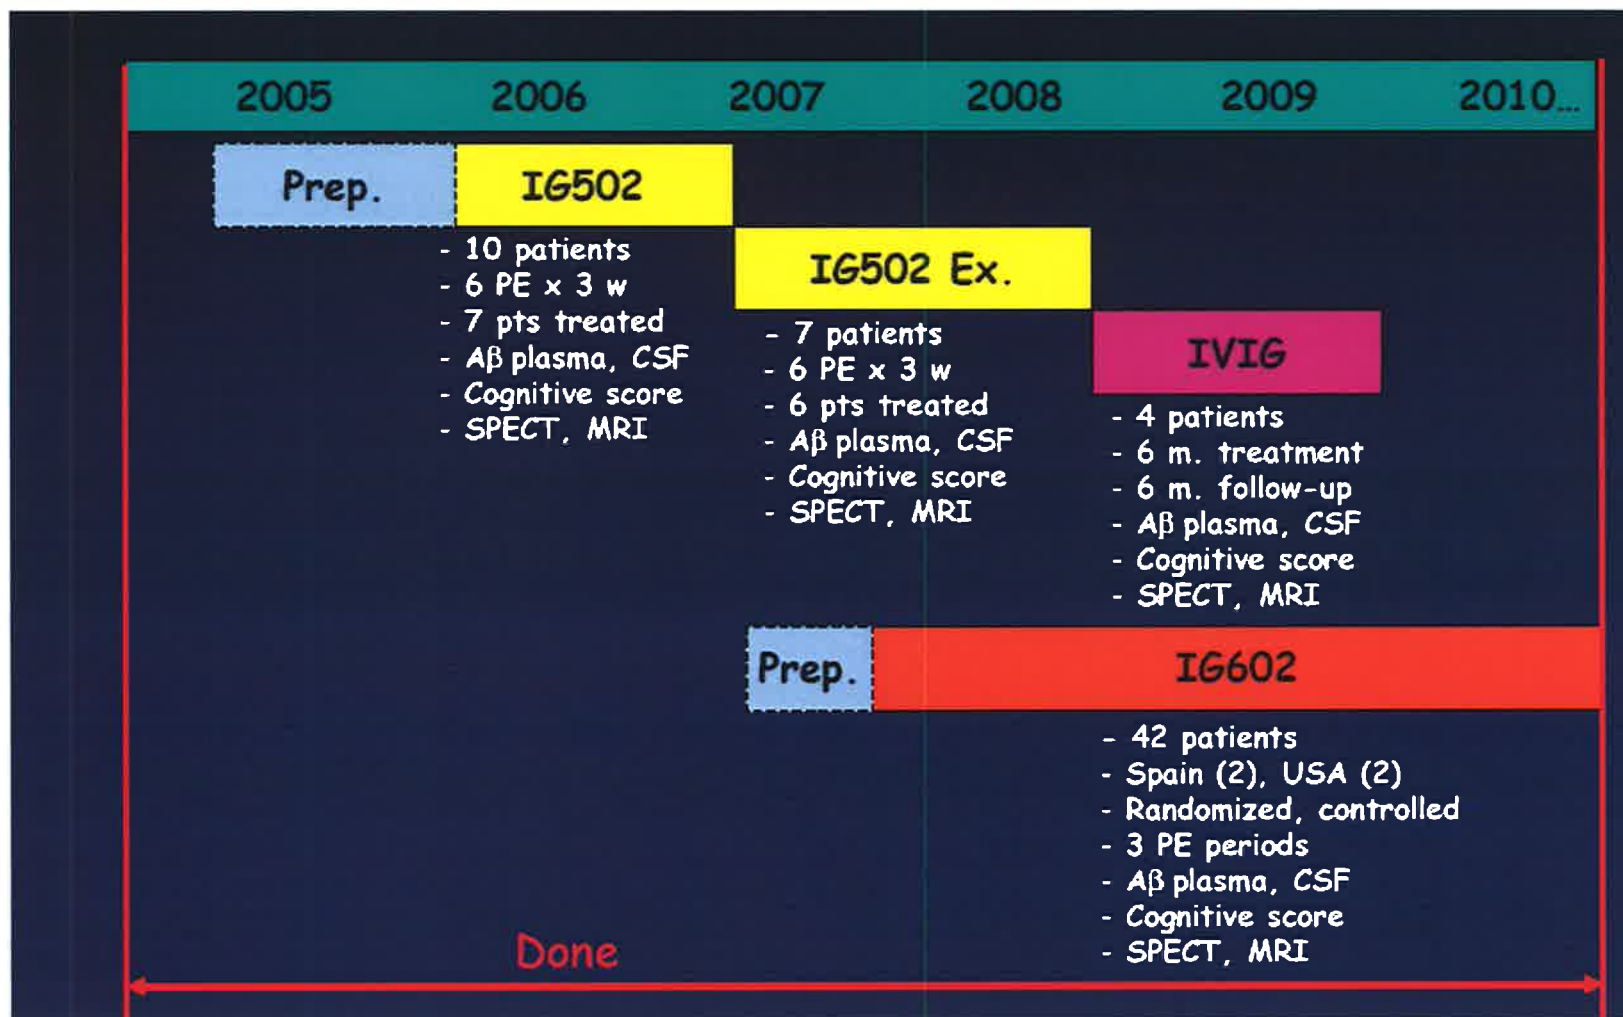 2005 2006 2007 2008 2009 2010...
Prep. IG502
- 10 patients
- 6 PE x 3 w
- 7 pts treated
- Aβ plasma, CSF
- Cognitive score
- SPECT, MRI
IG502 Ex.
- 7 patients
- 6 PE x 3 w
- 6 pts treated
- Aβ plasma, CSF
- Cognitive score
- SPECT, MRI
IVIG
- 4 patients
- 6 m. treatment
- 6 m. follow-up
- Aβ plasma, CSF
- Cognitive score
- SPECT, MRI
Prep. IG602
- 42 patients
- Spain (2), USA (2)
- Randomized, controlled
- 3 PE periods
- Aβ plasma, CSF
- Cognitive score
- SPECT, MRI
Done